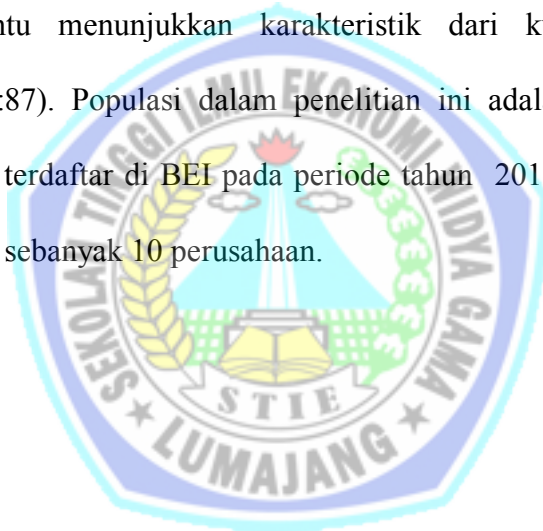 ntu menunjukkan karakteristik dari k
:87). Populasi dalam penelitian ini adal
terdaftar di BEI pada periode tahun 201
sebanyak 10 perusahaan.
SEKOLAH TINGGI ILMU EKONOMI WIDYA GAMA
STIE
LUMAJANG